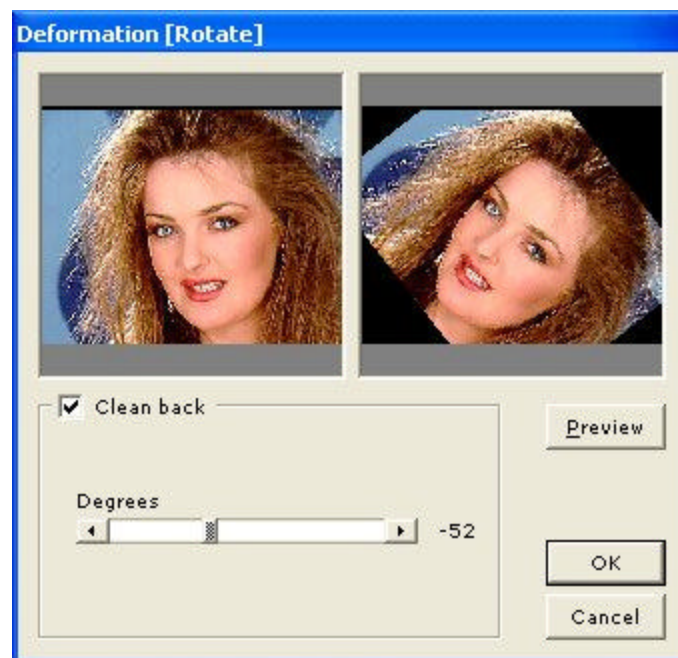 Deformation [Rotate]
Clean back
Preview
Degrees
-52
OK
Cancel